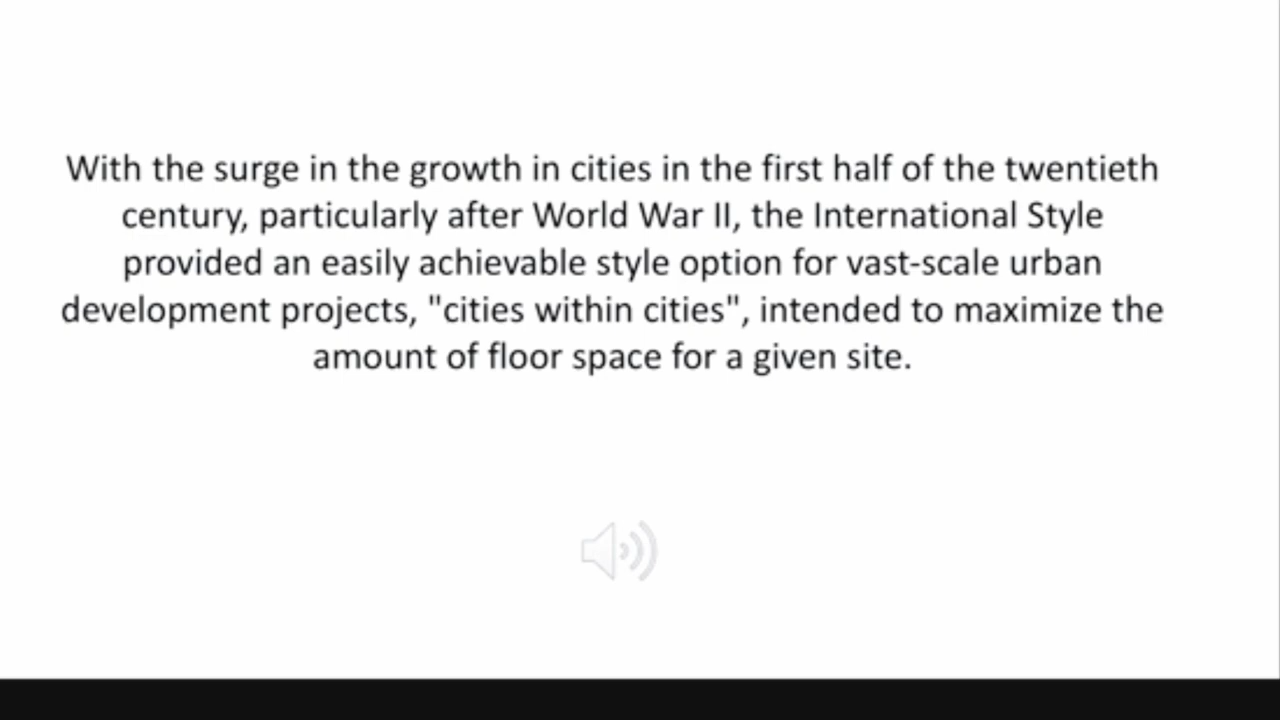 With the surge in the growth in cities in the first half of the twentieth
century, particularly after World War II, the International Style
provided an easily achievable style option for vast-scale urban
development projects, "cities within cities", intended to maximize the
amount of floor space for a given site.